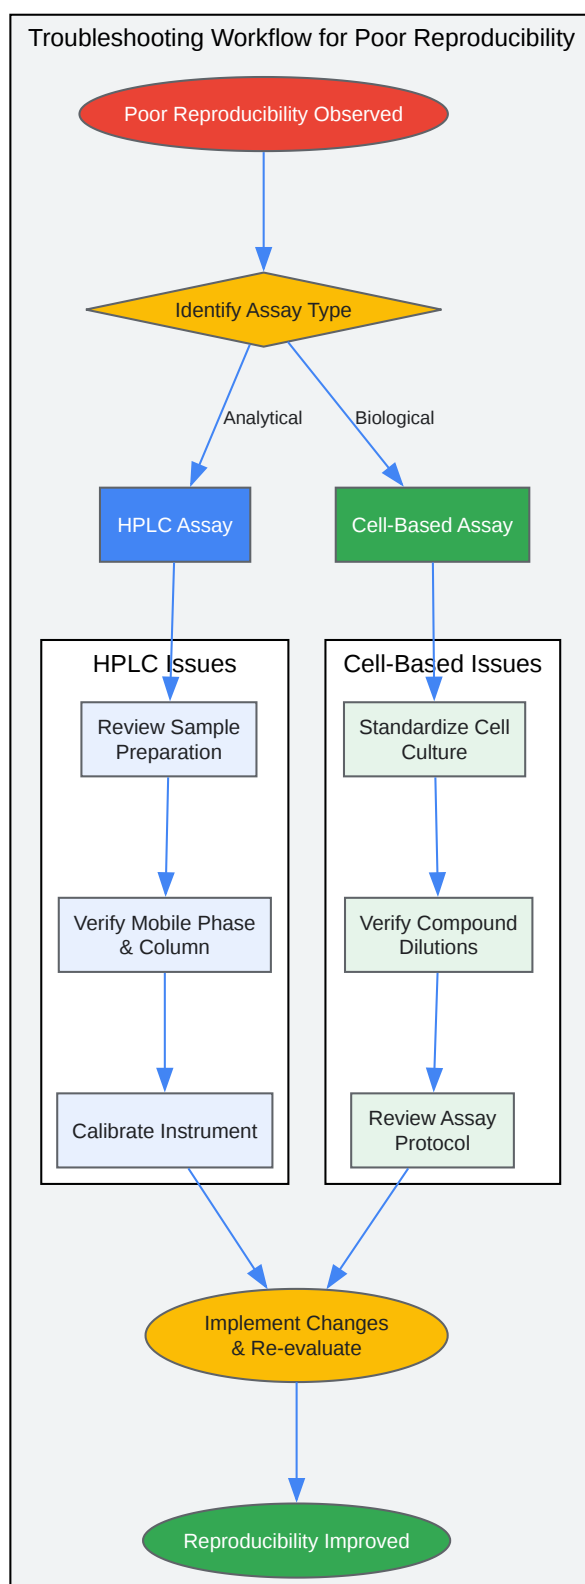 Troubleshooting Workflow for Poor Reproducibility
Poor Reproducibility Observed
Identify Assay Type
Analytical
Biological
HPLC Assay
Cell-Based Assay
HPLC Issues
Cell-Based Issues
Review Sample
Preparation
Standardize Cell
Culture
Verify Mobile Phase
& Column
Verify Compound
Dilutions
Calibrate Instrument
Review Assay
Protocol
Implement Changes
& Re-evaluate
Reproducibility Improved